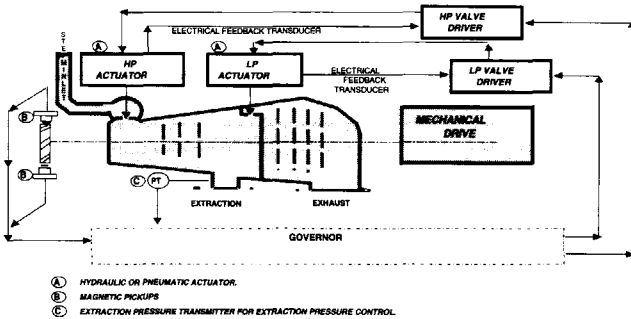 HP VALVE
DRIVER
ELECTRICAL FEEDBACK TRANSDUCER
STEAM INLET
A
HP
ACTUATOR
A
LP
ACTUATOR
ELECTRICAL
FEEDBACK
TRANSDUCER
LP VALVE
DRIVER
B
MECHANICAL
DRIVE
B
C PT
EXTRACTION
EXHAUST
GOVERNOR
A HYDRAULIC OR PNEUMATIC ACTUATOR.
B MAGNETIC PICKUPS
C EXTRACTION PRESSURE TRANSMITTER FOR EXTRACTION PRESSURE CONTROL.